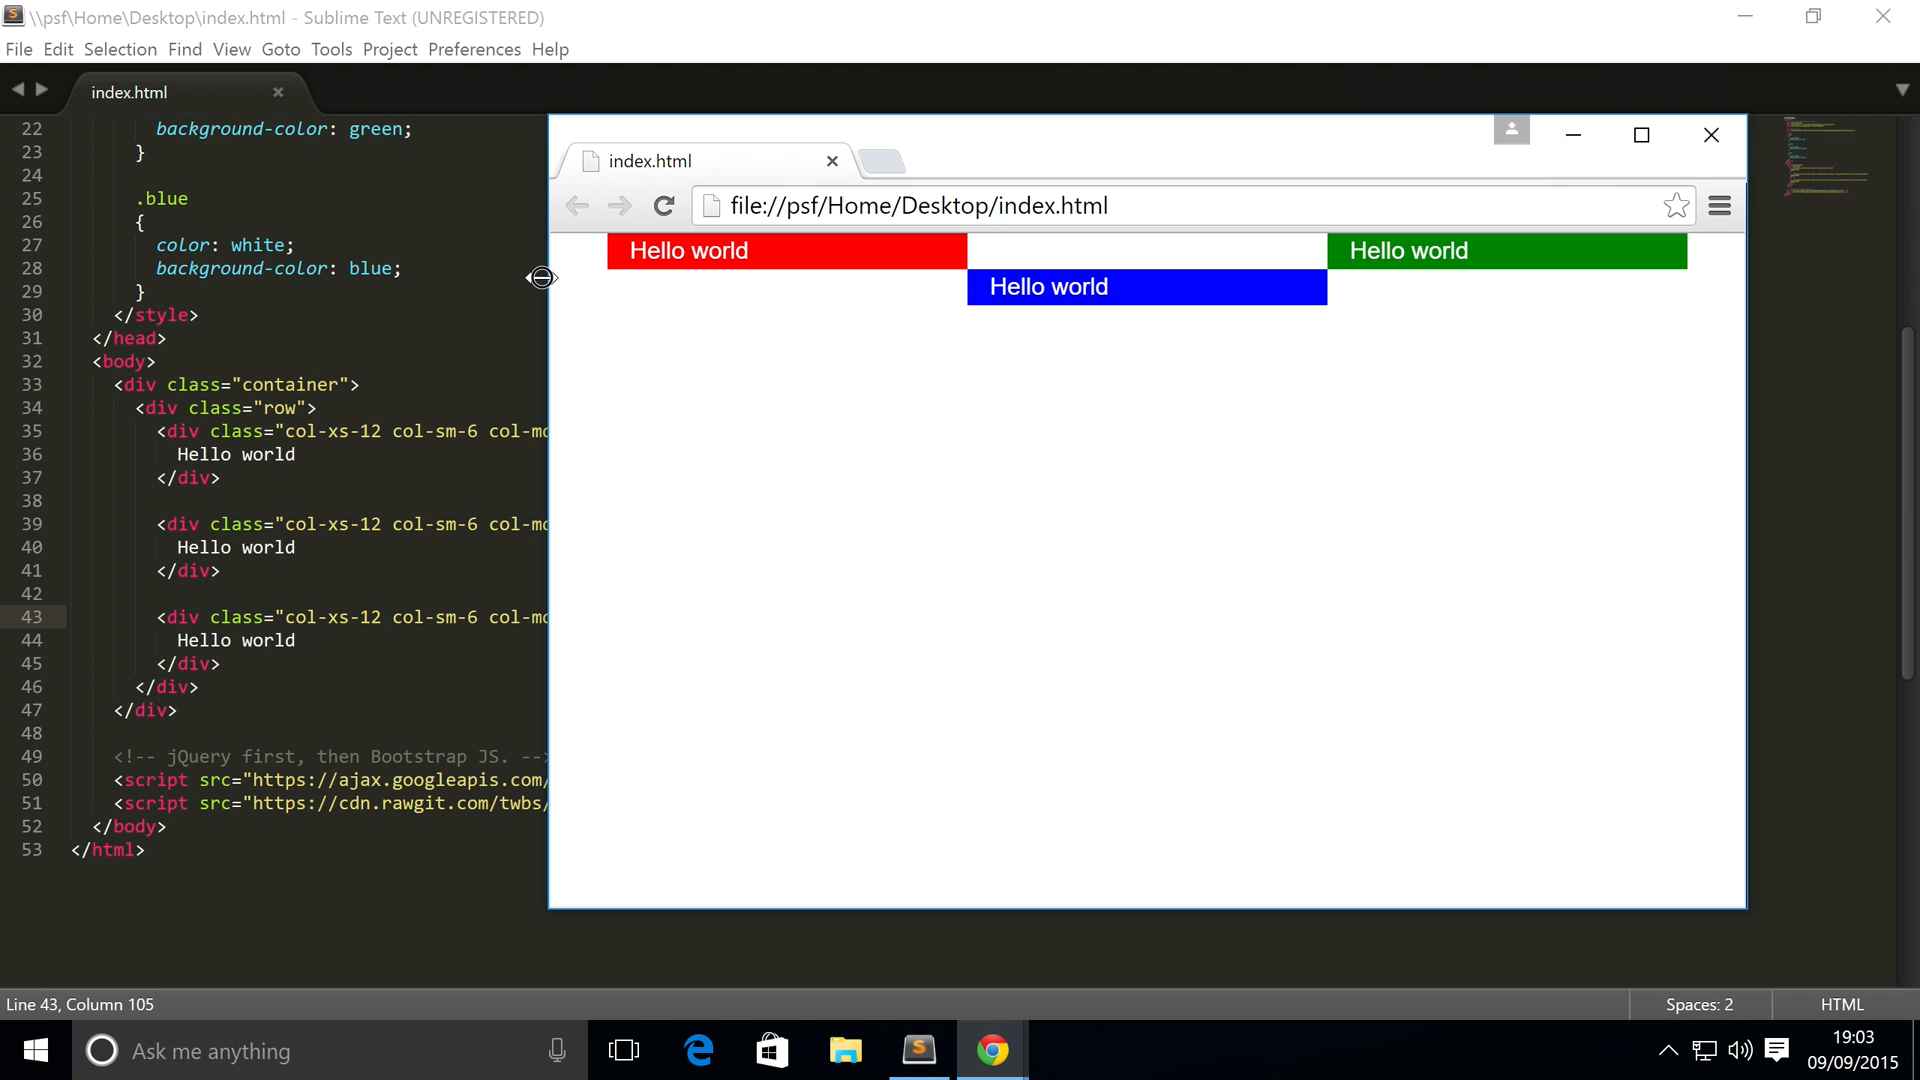 \\psf\Home\Desktop\index.html - Sublime Text (UNREGISTERED)
File Edit Selection Find View Goto Tools Project Preferences Help
index.html
22 background-color: green;
23 }
24
25 .blue
26 {
27 color: white;
28 background-color: blue;
29 }
30 </style>
31 </head>
32 <body>
33 <div class="container">
34 <div class="row">
35 <div class="col-xs-12 col-sm-6 col-md
36 Hello world
37 </div>
38
39 <div class="col-xs-12 col-sm-6 col-md
40 Hello world
41 </div>
42
43 <div class="col-xs-12 col-sm-6 col-md
44 Hello world
45 </div>
46 </div>
47 </div>
48
49 <!-- jQuery first, then Bootstrap JS. --
50 <script src="https://ajax.googleapis.com/
51 <script src="https://cdn.rawgit.com/twbs/
52 </body>
53 </html>
index.html
file://psf/Home/Desktop/index.html
Hello world
Hello world
Hello world
Line 43, Column 105
Spaces: 2
HTML
Ask me anything
19:03
09/09/2015